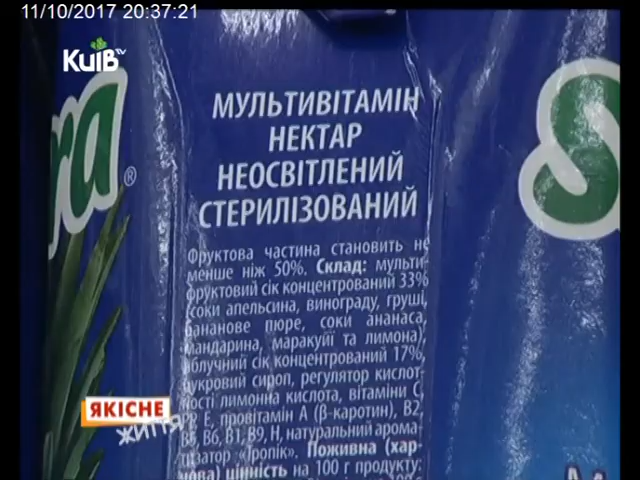 11/10/2017 20:37:21
Київ TV
МУЛЬТИВІТАМІН
НЕКТАР
НЕОСВІТЛЕНИЙ
СТЕРИЛІЗОВАНИЙ
ra®
S
Фруктова частина становить не
менше ніж 50%. Склад: мульти-
фруктовий сік концентрований 33%
(соки апельсина, винограду, груші,
бананове пюре, соки ананаса,
мандарина, маракуйї та лимона),
яблучний сік концентрований 17%,
цукровий сироп, регулятор кислот-
ності лимонна кислота, вітаміни С,
РР, Е, провітамін А (β-каротин), В2,
В6, В1, В9, Н, натуральний арома-
тизатор «Тропік». Поживна (хар-
чова) цінність на 100 г продукту:
ЯКІСНЕ
ЖИТТЯ